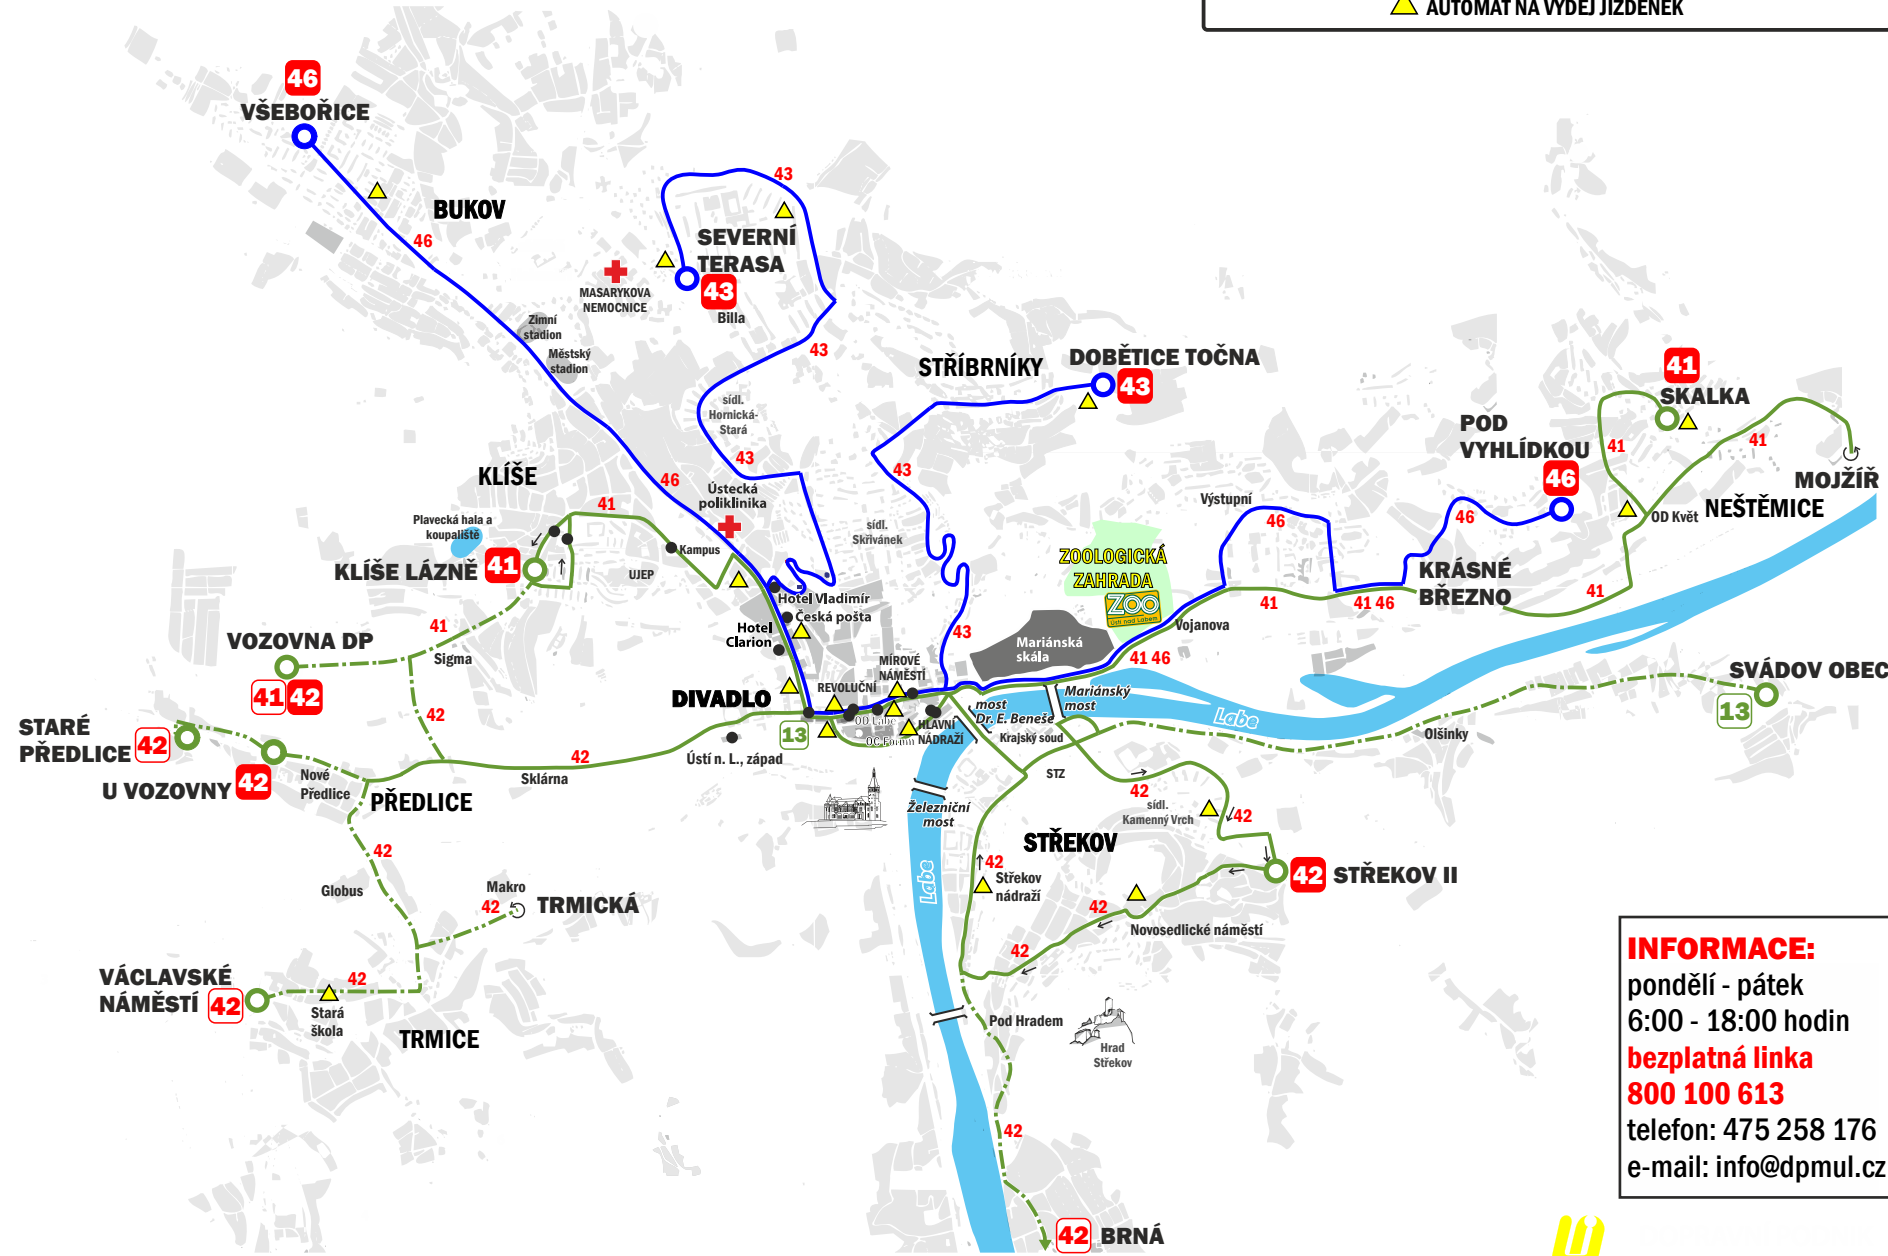 AUTOMAT NA VÝDEJ JÍZDENEK
46
VŠEBOŘICE
BUKOV
46
43
SEVERNÍ
TERASA
43
Billa
MASARYKOVA
NEMOCNICE
Zimní
stadion
Městský
stadion
43
sídl.
Hornická-
Stará
43
STŘÍBRNÍKY
DOBĚTICE TOČNA
43
43
41
SKALKA
41
41
POD
VYHLÍDKOU
46
MOJŽÍŘ
NEŠTĚMICE
OD Květ
KLÍŠE
46
Ústecká
poliklinika
41
Plavecká hala a
koupaliště
KLÍŠE LÁZNĚ
41
Kampus
UJEP
sídl.
Skřivánek
Výstupní
46
46
ZOOLOGICKÁ
ZAHRADA
ZOO
Ústí nad Labem
KRÁSNÉ
BŘEZNO
41
41 46
41
Hotel Vladimír
Česká pošta
Hotel
Clarion
43
Vojanova
Mariánská
skála
41 46
VOZOVNA DP
41
Sigma
41
42
42
MÍROVÉ
NÁMĚSTÍ
REVOLUČNÍ
DIVADLO
13
OD Labe
OC Forum
HLAVNÍ
NÁDRAŽÍ
most
Dr. E. Beneše
Krajský soud
Mariánský
most
Labe
SVÁDOV OBEC
13
Olšinky
STARÉ
PŘEDLICE
42
U VOZOVNY
42
Nové
Předlice
PŘEDLICE
Sklárna
42
Ústí n. L., západ
STZ
42
sídl.
Kamenný Vrch
42
Železniční
most
STŘEKOV
42
Střekov
nádraží
42
STŘEKOV II
Labe
42
Novosedlické náměstí
42
42
Globus
Makro
42
TRMICKÁ
VÁCLAVSKÉ
NÁMĚSTÍ
42
42
Stará
škola
TRMICE
Pod Hradem
Hrad
Střekov
42
42
BRNÁ
INFORMACE:
pondělí - pátek
6:00 - 18:00 hodin
bezplatná linka
800 100 613
telefon: 475 258 176
e-mail: info@dpmul.cz